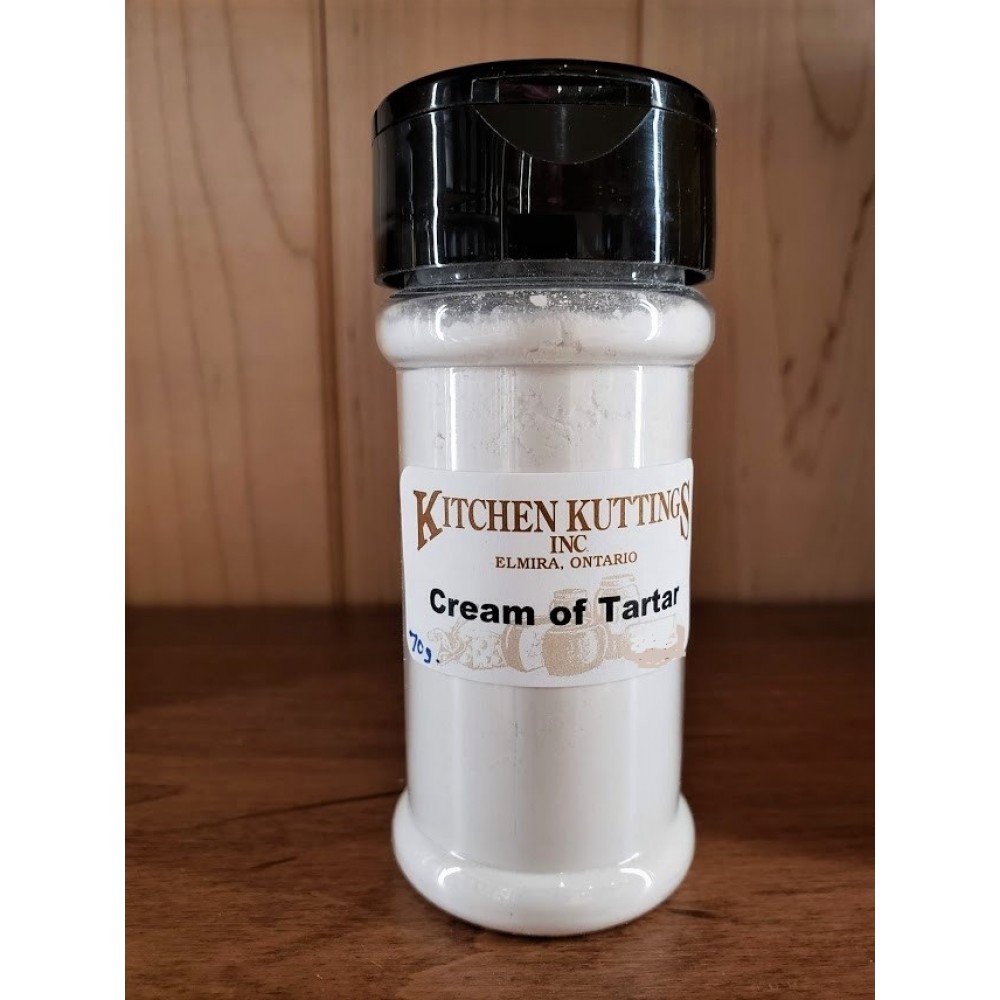 KITCHEN KUTTINGS
INC.
ELMIRA, ONTARIO
Cream of Tartar
70g.